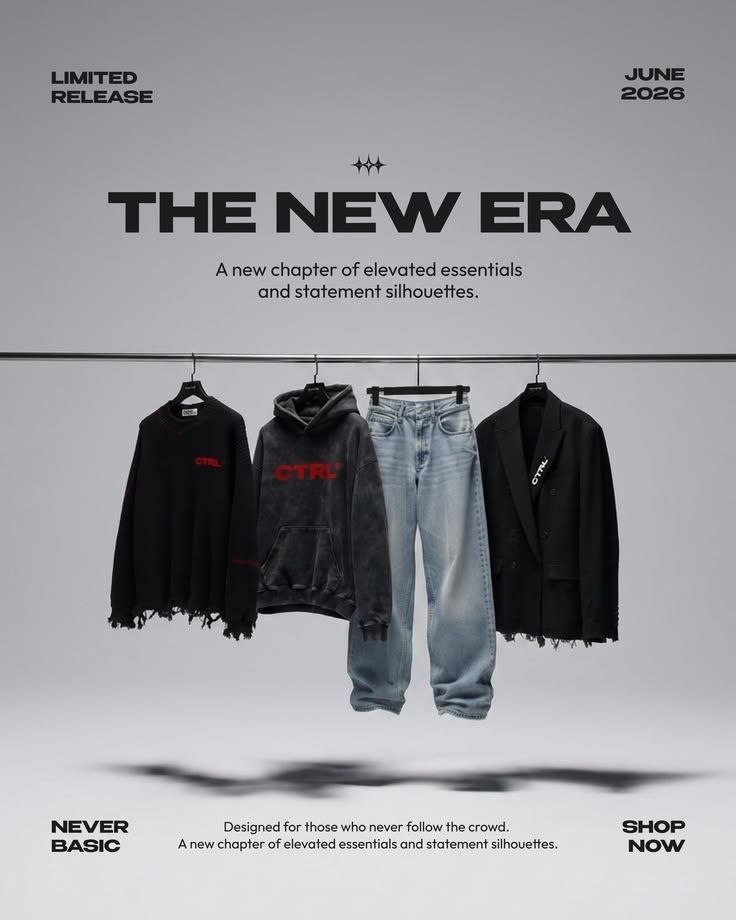 LIMITED
RELEASE
JUNE
2026
THE NEW ERA
A new chapter of elevated essentials
and statement silhouettes.
CTRL
CTRL
CTRL
NEVER
BASIC
Designed for those who never follow the crowd.
A new chapter of elevated essentials and statement silhouettes.
SHOP
NOW